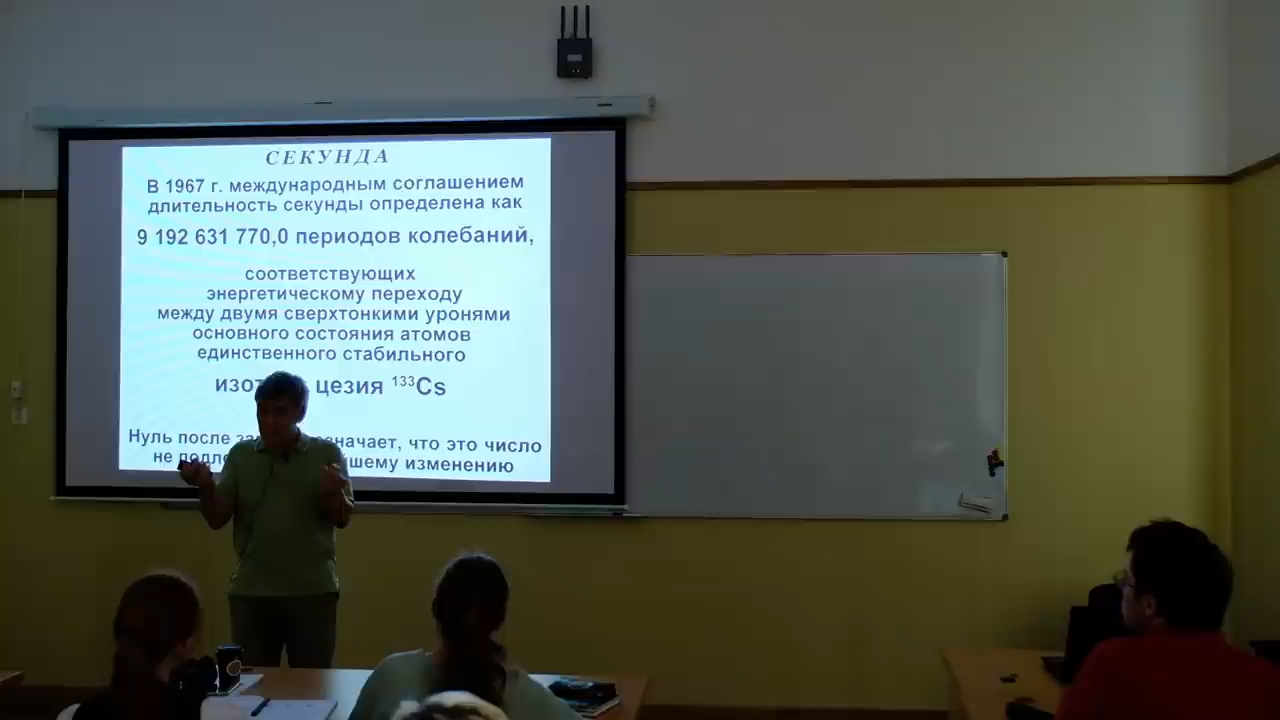 СЕКУНДА
В 1967 г. международным соглашением
длительность секунды определена как
9 192 631 770,0 периодов колебаний,
соответствующих
энергетическому переходу
между двумя сверхтонкими уронями
основного состояния атомов
единственного стабильного
цезия ¹³³Cs
Нуль после что это число
не изменению